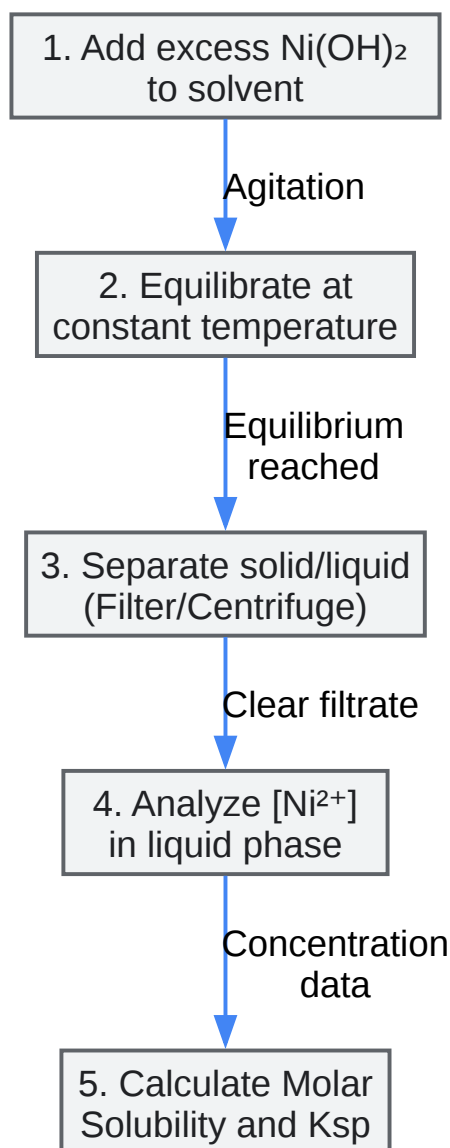 1. Add excess Ni(OH)₂
to solvent
Agitation
2. Equilibrate at
constant temperature
Equilibrium
reached
3. Separate solid/liquid
(Filter/Centrifuge)
Clear filtrate
4. Analyze [Ni²⁺]
in liquid phase
Concentration
data
5. Calculate Molar
Solubility and Ksp